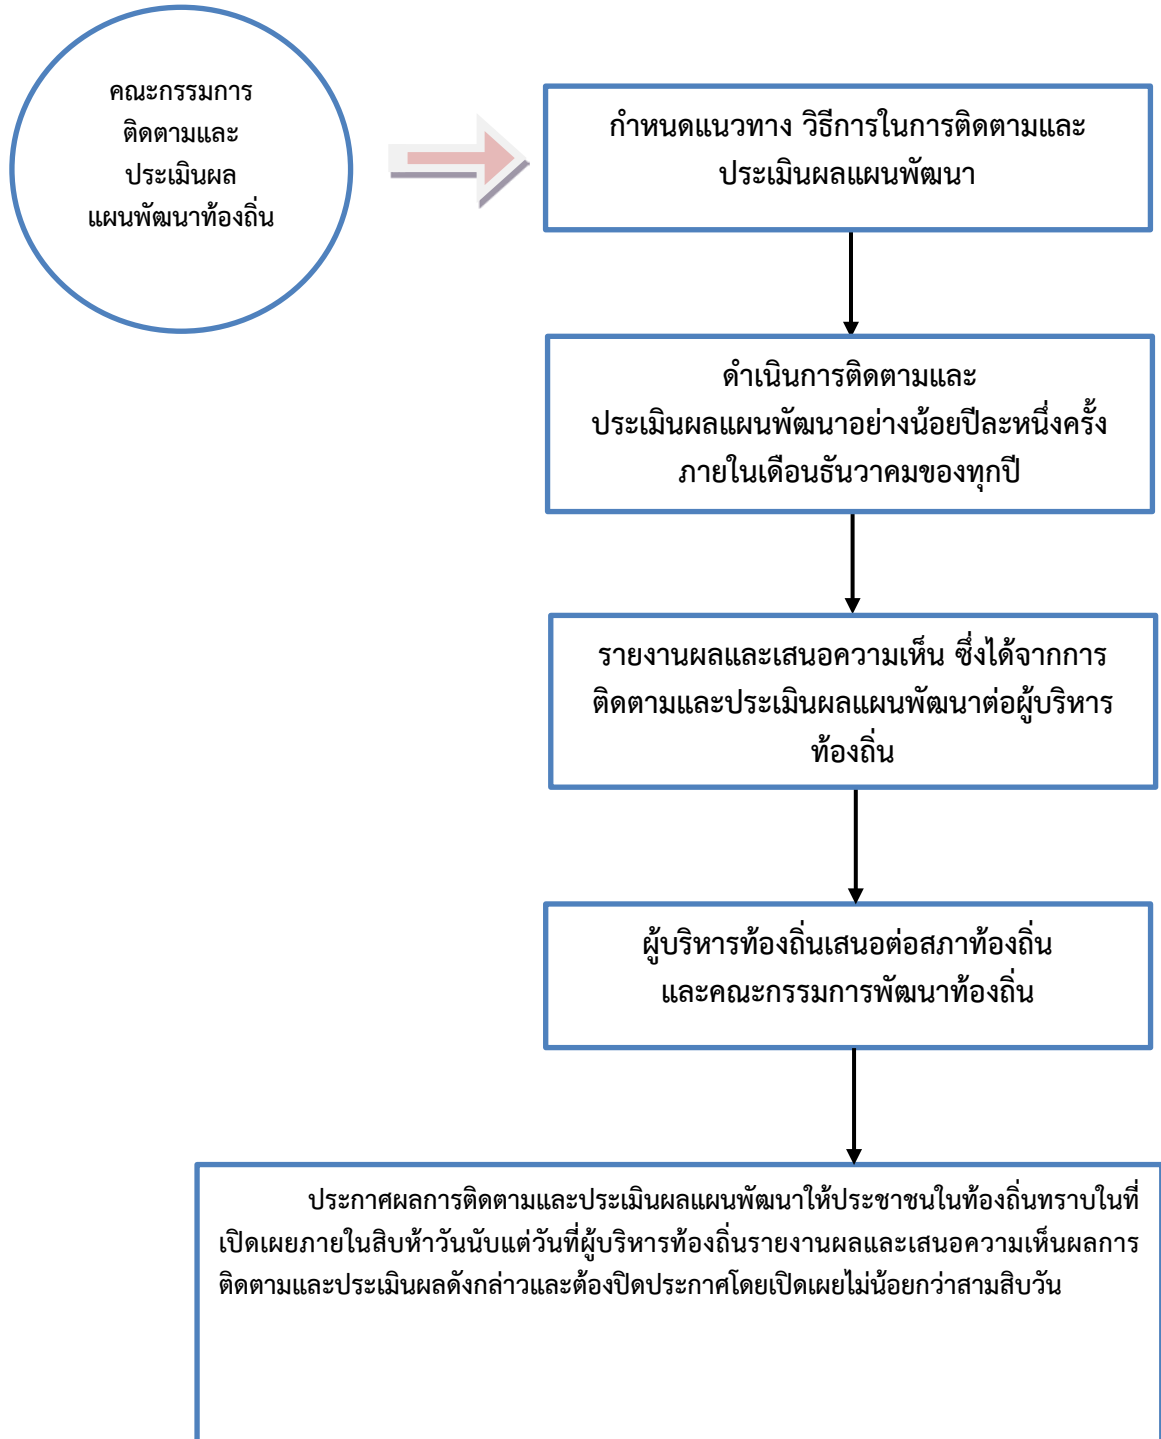 คณะกรรมการ
ติดตามและ
ประเมินผล
แผนพัฒนาท้องถิ่น
กำหนดแนวทาง วิธีการในการติดตามและ
ประเมินผลแผนพัฒนา
ดำเนินการติดตามและ
ประเมินผลแผนพัฒนาอย่างน้อยปีละหนึ่งครั้ง
ภายในเดือนธันวาคมของทุกปี
รายงานผลและเสนอความเห็น ซึ่งได้จากการ
ติดตามและประเมินผลแผนพัฒนาต่อผู้บริหาร
ท้องถิ่น
ผู้บริหารท้องถิ่นเสนอต่อสภาท้องถิ่น
และคณะกรรมการพัฒนาท้องถิ่น
ประกาศผลการติดตามและประเมินผลแผนพัฒนาให้ประชาชนในท้องถิ่นทราบในที่
เปิดเผยภายในสิบห้าวันนับแต่วันที่ผู้บริหารท้องถิ่นรายงานผลและเสนอความเห็นผลการ
ติดตามและประเมินผลดังกล่าวและต้องปิดประกาศโดยเปิดเผยไม่น้อยกว่าสามสิบวัน